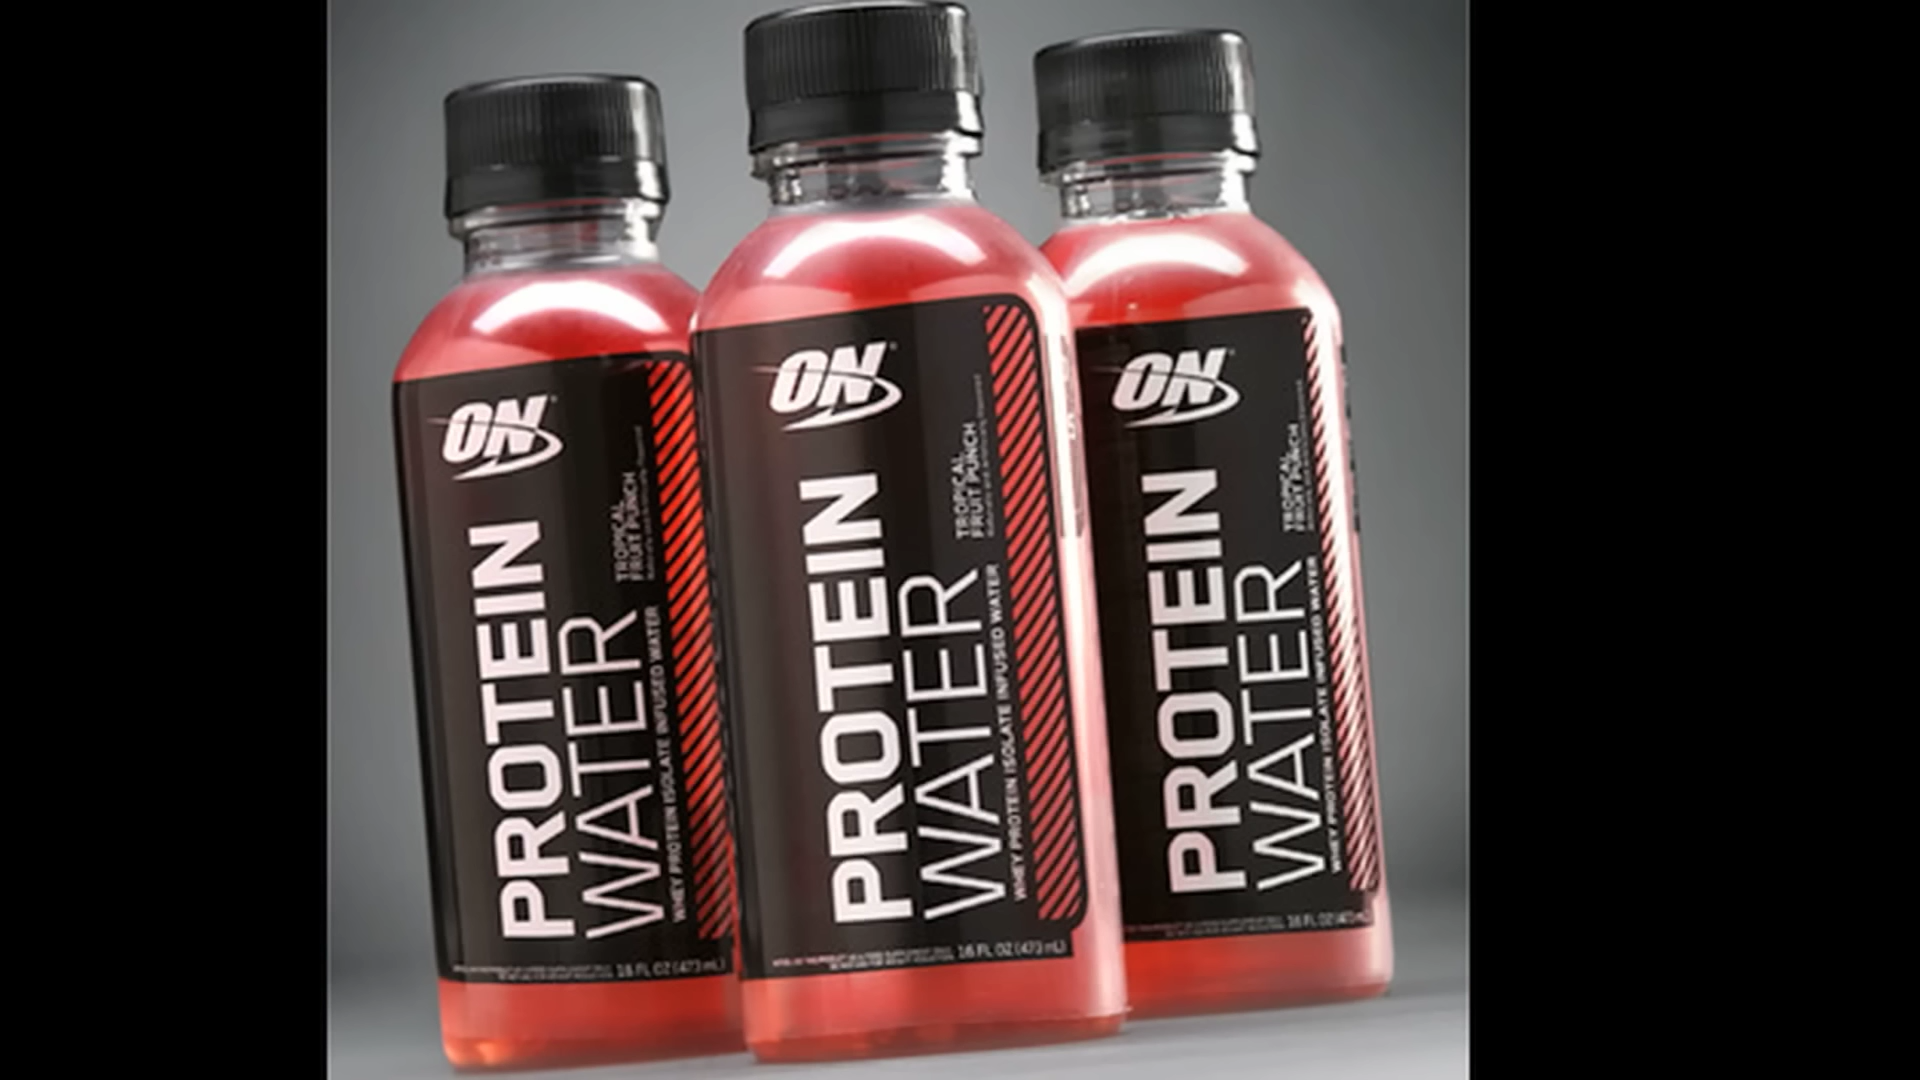 ON
PROTEIN
WATER
TROPICAL
FRUIT PUNCH
WHEY PROTEIN ISOLATE INFUSED WATER
16 FL OZ (473 mL)
ON
PROTEIN
WATER
TROPICAL
FRUIT PUNCH
WHEY PROTEIN ISOLATE INFUSED WATER
16 FL OZ (473 mL)
ON
PROTEIN
WATER
TROPICAL
FRUIT PUNCH
WHEY PROTEIN ISOLATE INFUSED WATER
16 FL OZ (473 mL)